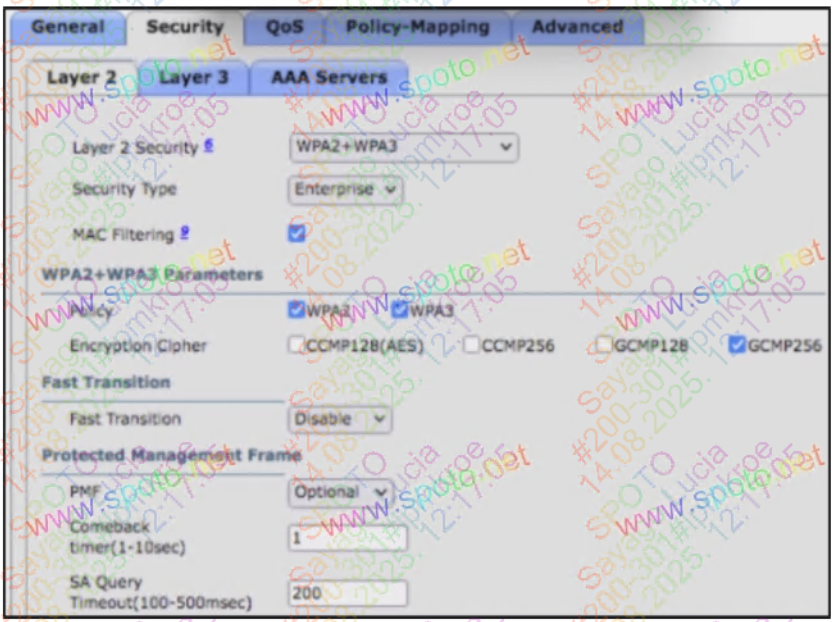 General Security QoS Policy-Mapping Advanced
Layer 2 Layer 3 AAA Servers
Layer 2 Security 6 WPA2+WPA3
Security Type Enterprise
MAC Filtering 9
WPA2+WPA3 Parameters
Policy WPA2 WPA3
Encryption Cipher CCMP128(AES) CCMP256 GCMP128 GCMP256
Fast Transition
Fast Transition Disable
Protected Management Frame
PMF Optional
Comeback
timer(1-10sec) 1
SA Query
Timeout(100-500msec) 200
www.spoto.net
SPOTO Lucia
Sayago #lpmkroe
#200-301
14.08.2025. 12:17:05